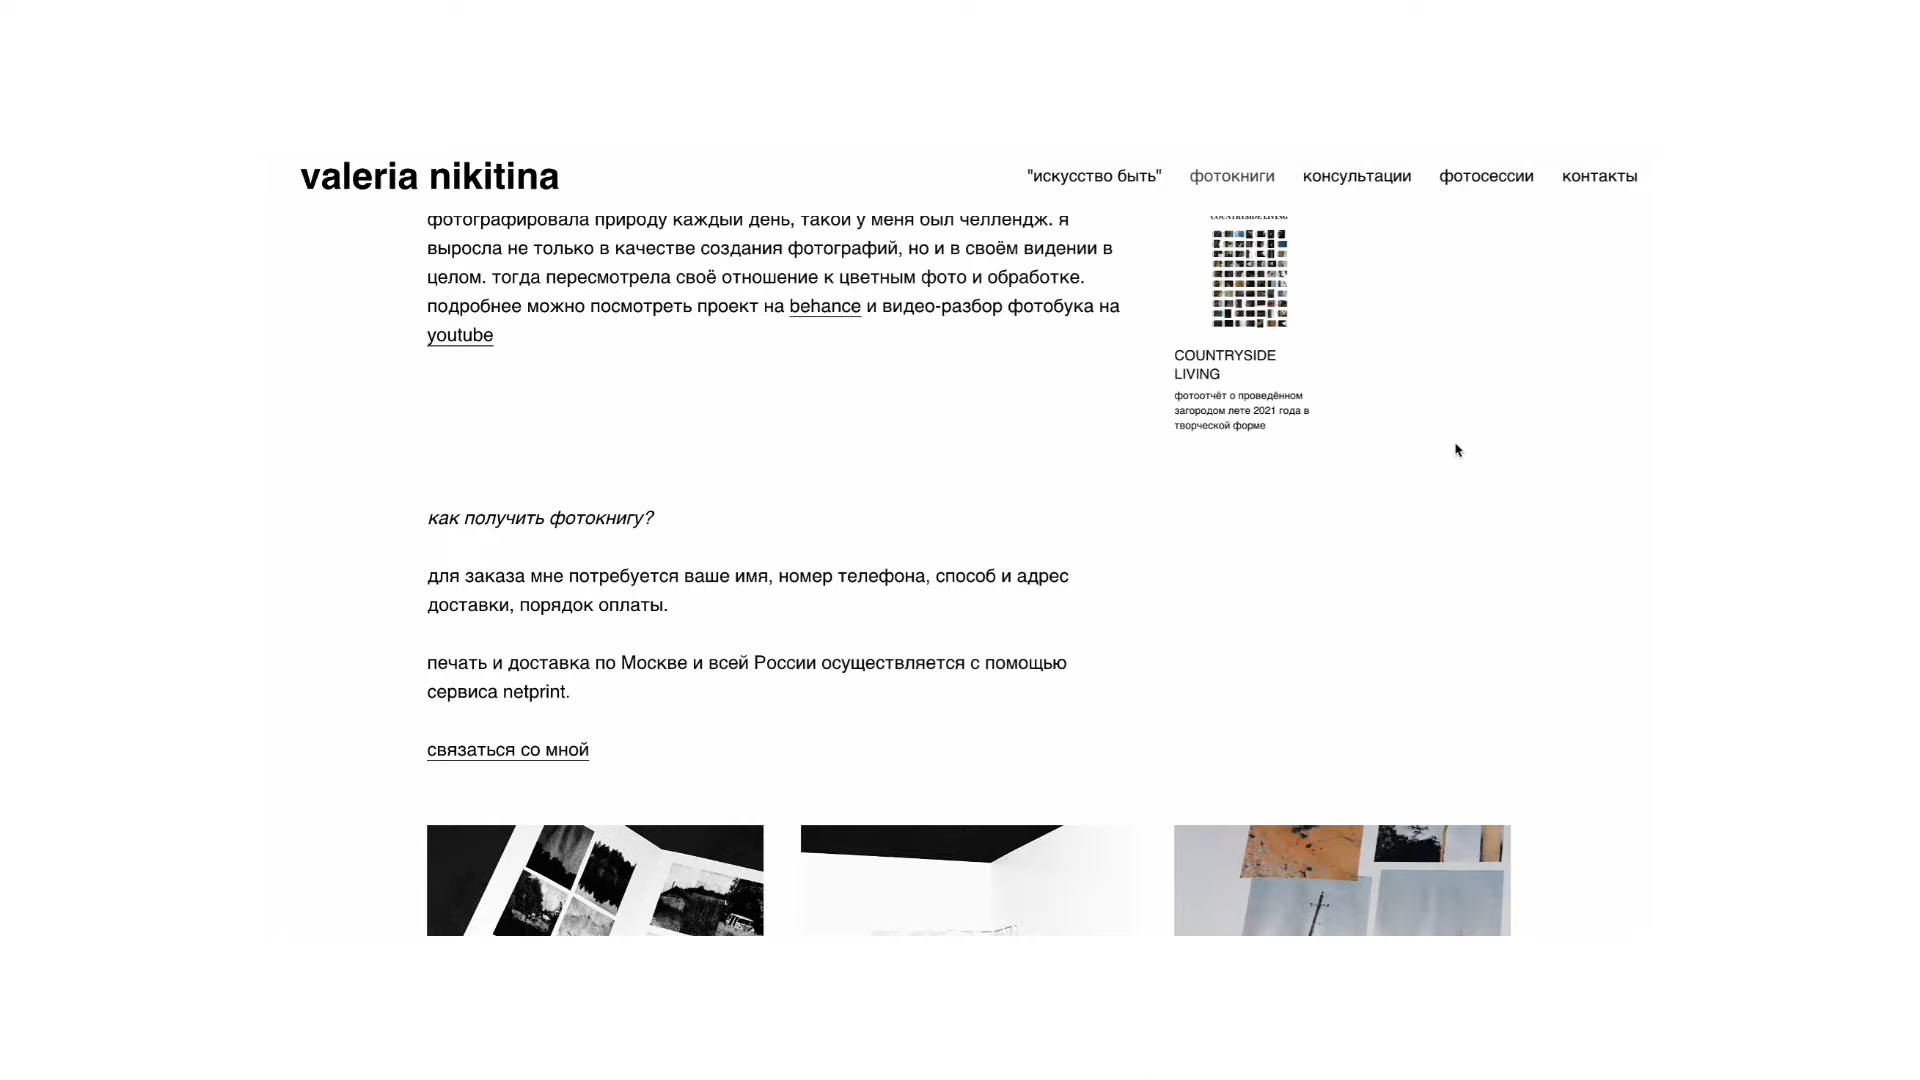 valeria nikitina
"искусство быть" фотокниги консультации фотосессии контакты
фотографировала природу каждый день, такой у меня был челлендж. я
выросла не только в качестве создания фотографий, но и в своём видении в
целом. тогда пересмотрела своё отношение к цветным фото и обработке.
подробнее можно посмотреть проект на behance и видео-разбор фотобука на
youtube
COUNTRYSIDE LIVING
COUNTRYSIDE
LIVING
фотоотчёт о проведённом
загородом лете 2021 года в
творческой форме
как получить фотокнигу?
для заказа мне потребуется ваше имя, номер телефона, способ и адрес
доставки, порядок оплаты.
печать и доставка по Москве и всей России осуществляется с помощью
сервиса netprint.
связаться со мной